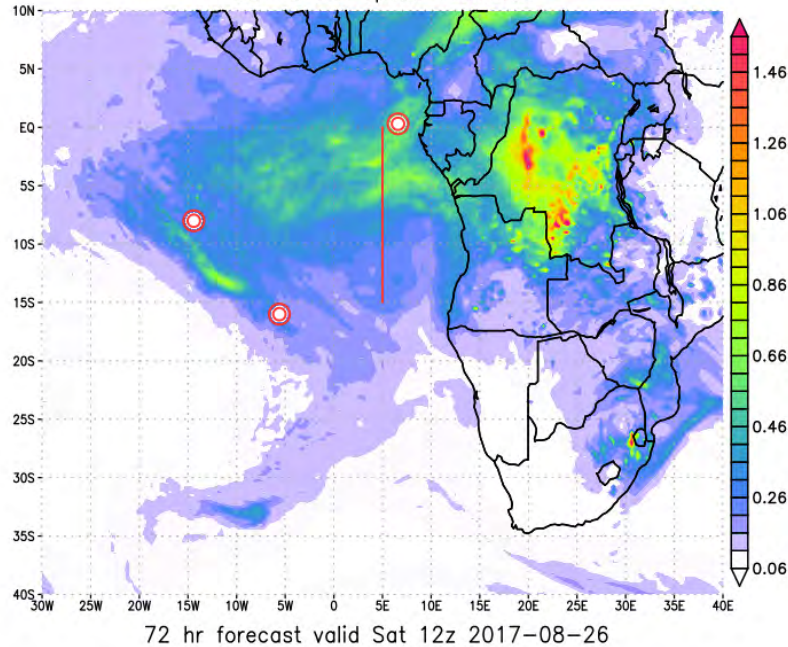 10N
5N
EQ
5S
10S
15S
20S
25S
30S
35S
40S
30W 25W 20W 15W 10W 5W 0 5E 10E 15E 20E 25E 30E 35E 40E
1.46
1.26
1.06
0.86
0.66
0.46
0.26
0.06
72 hr forecast valid Sat 12z 2017-08-26